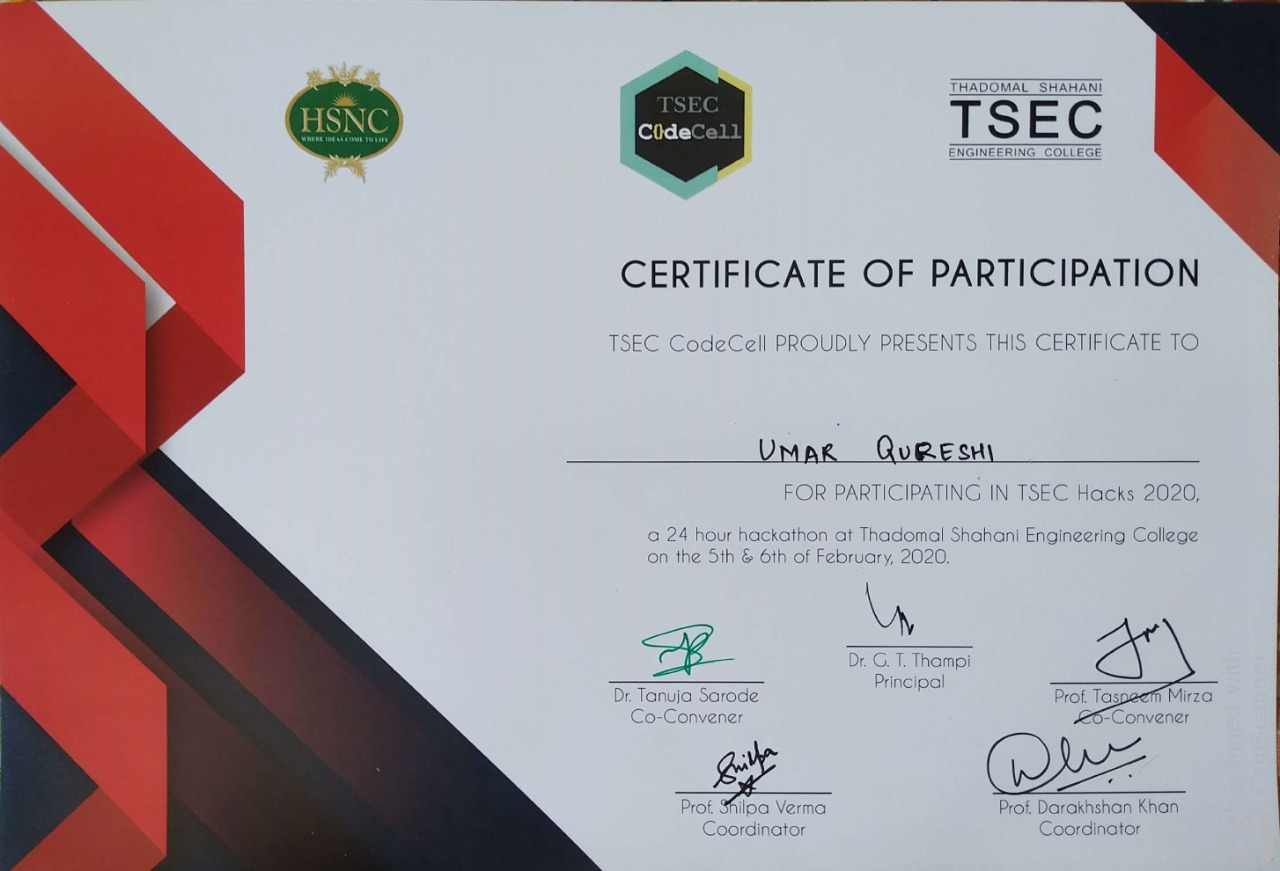 HSNC
WHERE IDEAS COME TO LIFE
TSEC
CodeCell
THADOMAL SHAHANI
TSEC
ENGINEERING COLLEGE
CERTIFICATE OF PARTICIPATION
TSEC CodeCell PROUDLY PRESENTS THIS CERTIFICATE TO
UMAR QURESHI
FOR PARTICIPATING IN TSEC Hacks 2020,
a 24 hour hackathon at Thadomal Shahani Engineering College
on the 5th & 6th of February, 2020.
Dr. G. T. Thampi
Principal
Dr. Tanuja Sarode
Co-Convener
Prof. Tasneem Mirza
Co-Convener
Shilpa
Prof. Shilpa Verma
Coordinator
Prof. Darakhshan Khan
Coordinator
Scanned with
CamScanner